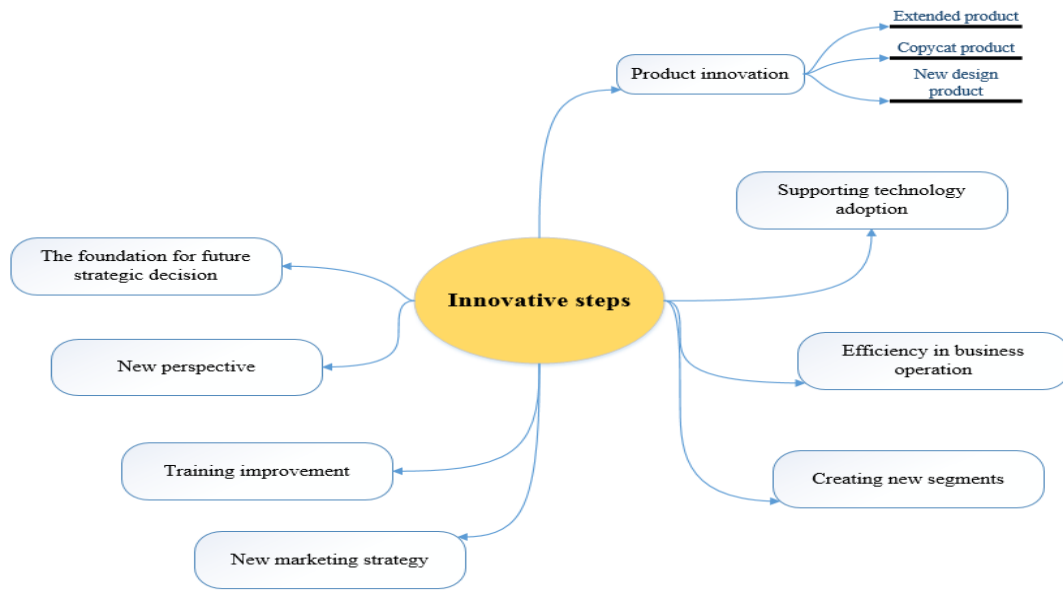 Extended product
Copycat product
New design
product
Product innovation
Supporting technology
adoption
The foundation for future
strategic decision
Innovative steps
New perspective
Efficiency in business
operation
Training improvement
Creating new segments
New marketing strategy